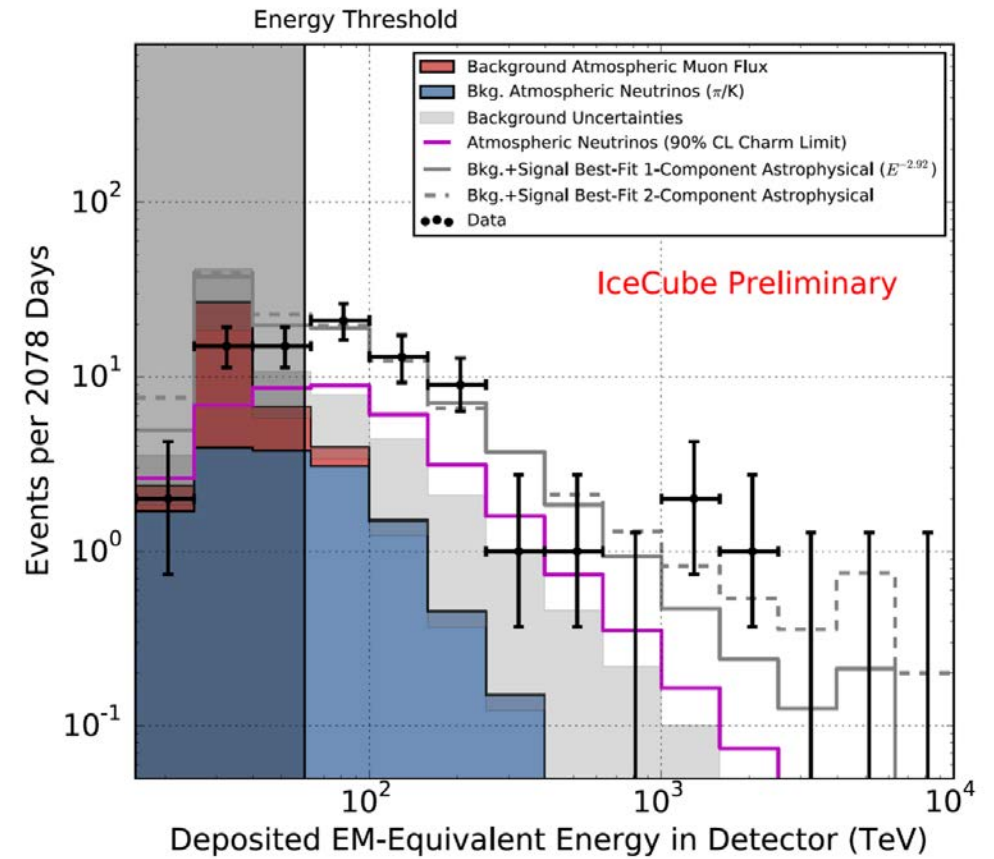 Energy Threshold
Background Atmospheric Muon Flux
Bkg. Atmospheric Neutrinos (π/K)
Background Uncertainties
Atmospheric Neutrinos (90% CL Charm Limit)
Bkg.+Signal Best-Fit 1-Component Astrophysical (E^{-2.92})
Bkg.+Signal Best-Fit 2-Component Astrophysical
Data
IceCube Preliminary
Events per 2078 Days
10^2
10^1
10^0
10^{-1}
10^2
10^3
10^4
Deposited EM-Equivalent Energy in Detector (TeV)